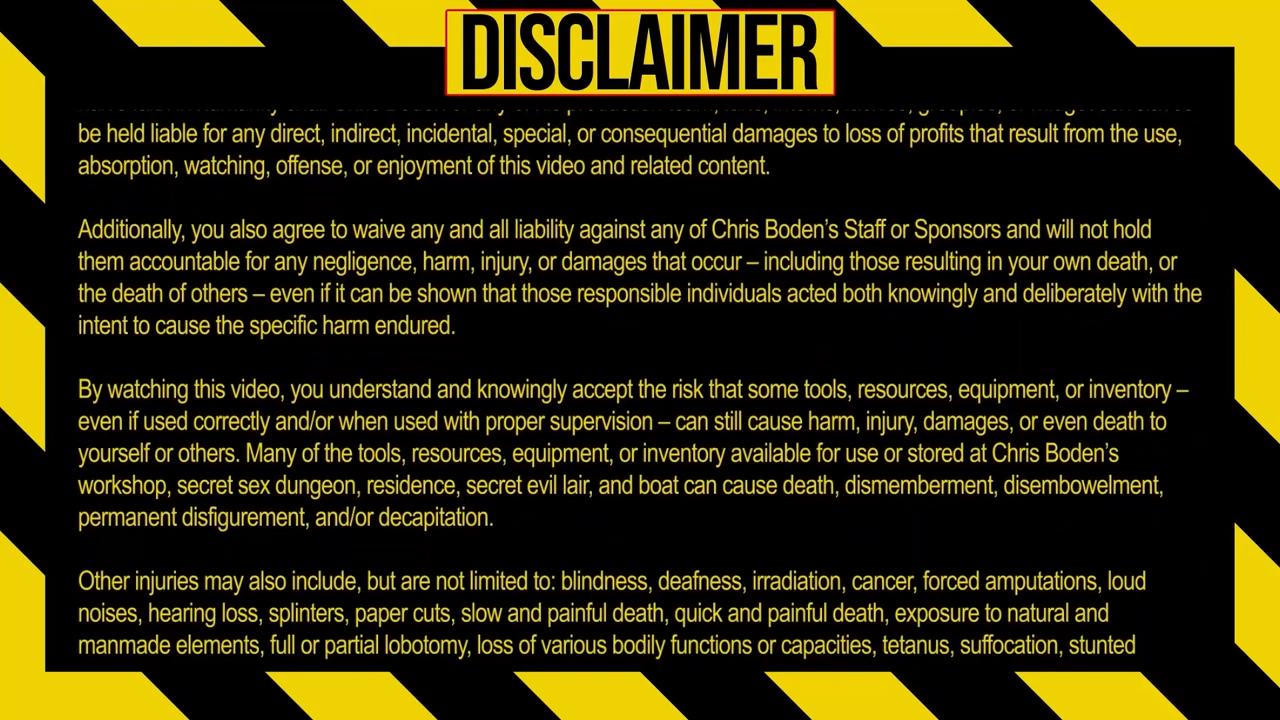 DISCLAIMER
be held liable for any direct, indirect, incidental, special, or consequential damages to loss of profits that result from the use,
absorption, watching, offense, or enjoyment of this video and related content.
Additionally, you also agree to waive any and all liability against any of Chris Boden’s Staff or Sponsors and will not hold
them accountable for any negligence, harm, injury, or damages that occur – including those resulting in your own death, or
the death of others – even if it can be shown that those responsible individuals acted both knowingly and deliberately with the
intent to cause the specific harm endured.
By watching this video, you understand and knowingly accept the risk that some tools, resources, equipment, or inventory –
even if used correctly and/or when used with proper supervision – can still cause harm, injury, damages, or even death to
yourself or others. Many of the tools, resources, equipment, or inventory available for use or stored at Chris Boden’s
workshop, secret sex dungeon, residence, secret evil lair, and boat can cause death, dismemberment, disembowelment,
permanent disfigurement, and/or decapitation.
Other injuries may also include, but are not limited to: blindness, deafness, irradiation, cancer, forced amputations, loud
noises, hearing loss, splinters, paper cuts, slow and painful death, quick and painful death, exposure to natural and
manmade elements, full or partial lobotomy, loss of various bodily functions or capacities, tetanus, suffocation, stunted